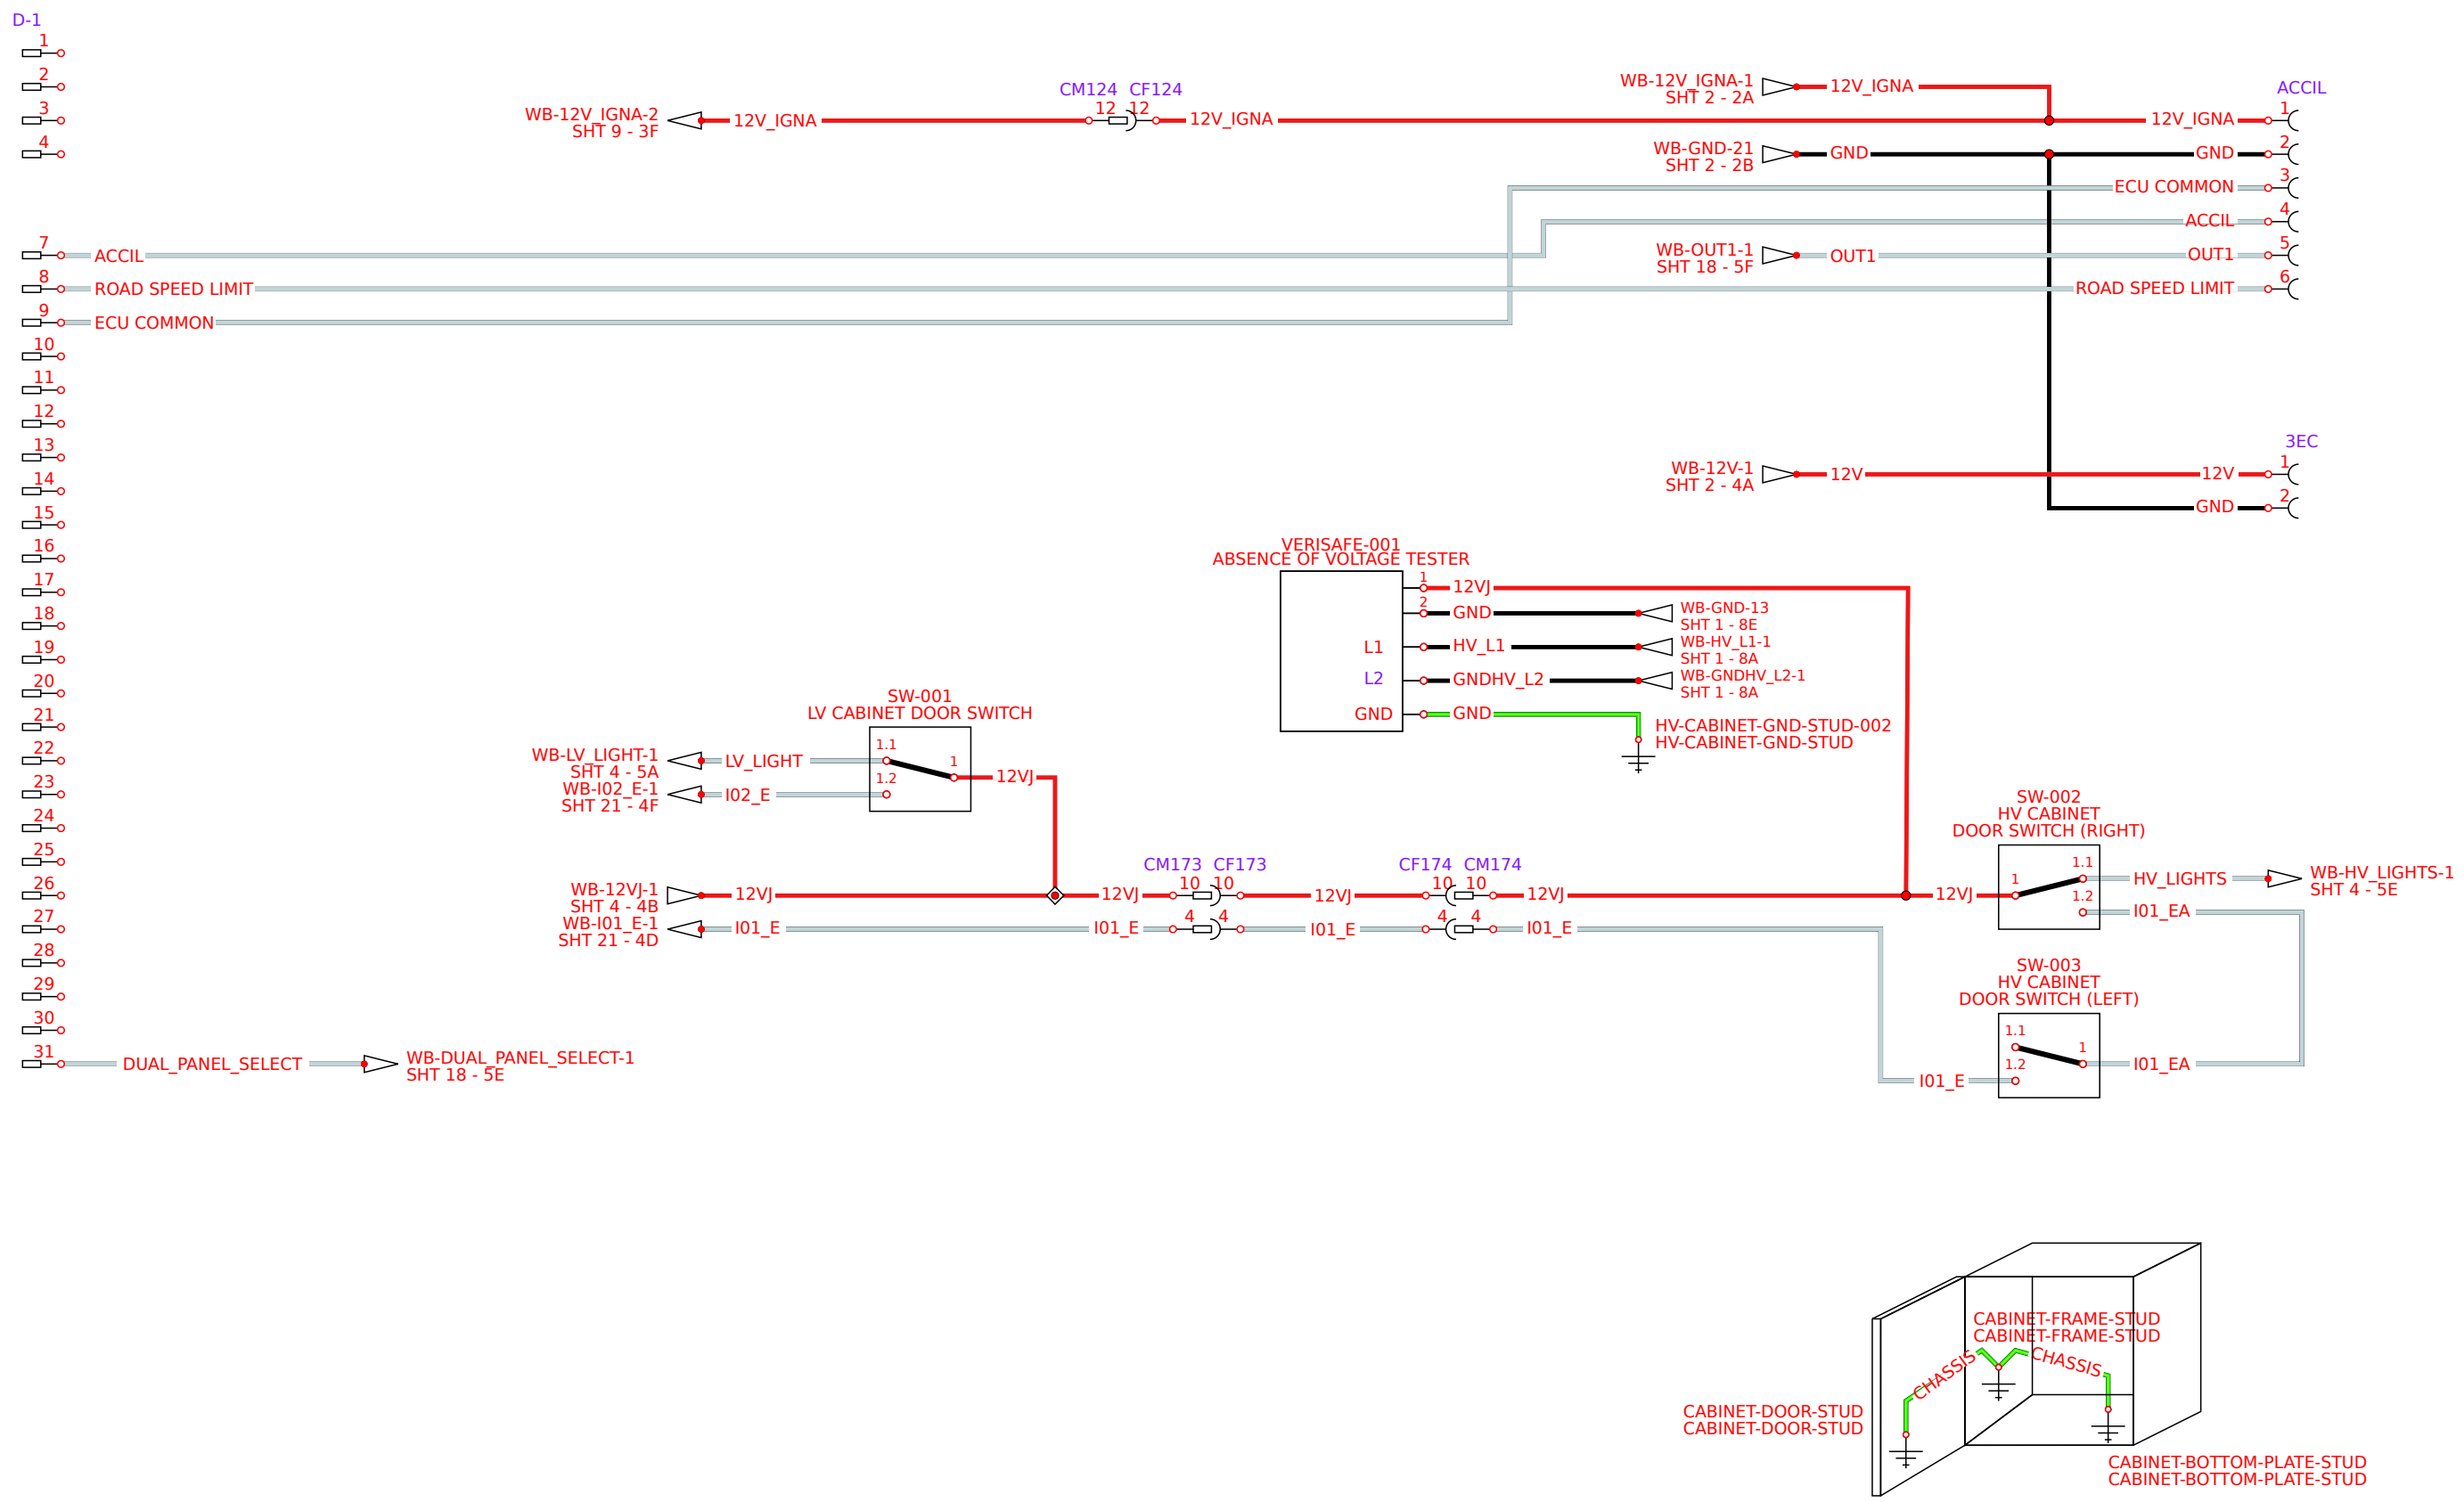 D-1
1
2
3
4
7
ACCIL
8
ROAD SPEED LIMIT
9
ECU COMMON
10
11
12
13
14
15
16
17
18
19
20
21
22
23
24
25
26
27
28
29
30
31
DUAL_PANEL_SELECT
WB-DUAL_PANEL_SELECT-1
SHT 18 - 5E
WB-12V_IGNA-2
SHT 9 - 3F
12V_IGNA
CM124 CF124
12 12
12V_IGNA
WB-12V_IGNA-1
SHT 2 - 2A
12V_IGNA
WB-GND-21
SHT 2 - 2B
GND
WB-OUT1-1
SHT 18 - 5F
OUT1
ACCIL
12V_IGNA 1
GND 2
ECU COMMON 3
ACCIL 4
OUT1 5
ROAD SPEED LIMIT 6
WB-12V-1
SHT 2 - 4A
12V
3EC
12V 1
GND 2
VERISAFE-001
ABSENCE OF VOLTAGE TESTER
1 12VJ
2 GND
L1 HV_L1
L2 GNDHV_L2
GND GND
WB-GND-13
SHT 1 - 8E
WB-HV_L1-1
SHT 1 - 8A
WB-GNDHV_L2-1
SHT 1 - 8A
HV-CABINET-GND-STUD-002
HV-CABINET-GND-STUD
SW-001
LV CABINET DOOR SWITCH
1.1
1.2
1
12VJ
WB-LV_LIGHT-1
SHT 4 - 5A
LV_LIGHT
WB-I02_E-1
SHT 21 - 4F
I02_E
WB-12VJ-1
SHT 4 - 4B
12VJ
WB-I01_E-1
SHT 21 - 4D
I01_E
CM173 CF173
12VJ 10 10 12VJ
I01_E 4 4 I01_E
CF174 CM174
10 10 12VJ
4 4 I01_E
SW-002
HV CABINET
DOOR SWITCH (RIGHT)
12VJ
1
1.1
1.2
HV_LIGHTS
WB-HV_LIGHTS-1
SHT 4 - 5E
I01_EA
SW-003
HV CABINET
DOOR SWITCH (LEFT)
1.1
1.2
1
I01_EA
I01_E
CABINET-FRAME-STUD
CABINET-FRAME-STUD
CHASSIS
CHASSIS
CABINET-DOOR-STUD
CABINET-DOOR-STUD
CABINET-BOTTOM-PLATE-STUD
CABINET-BOTTOM-PLATE-STUD